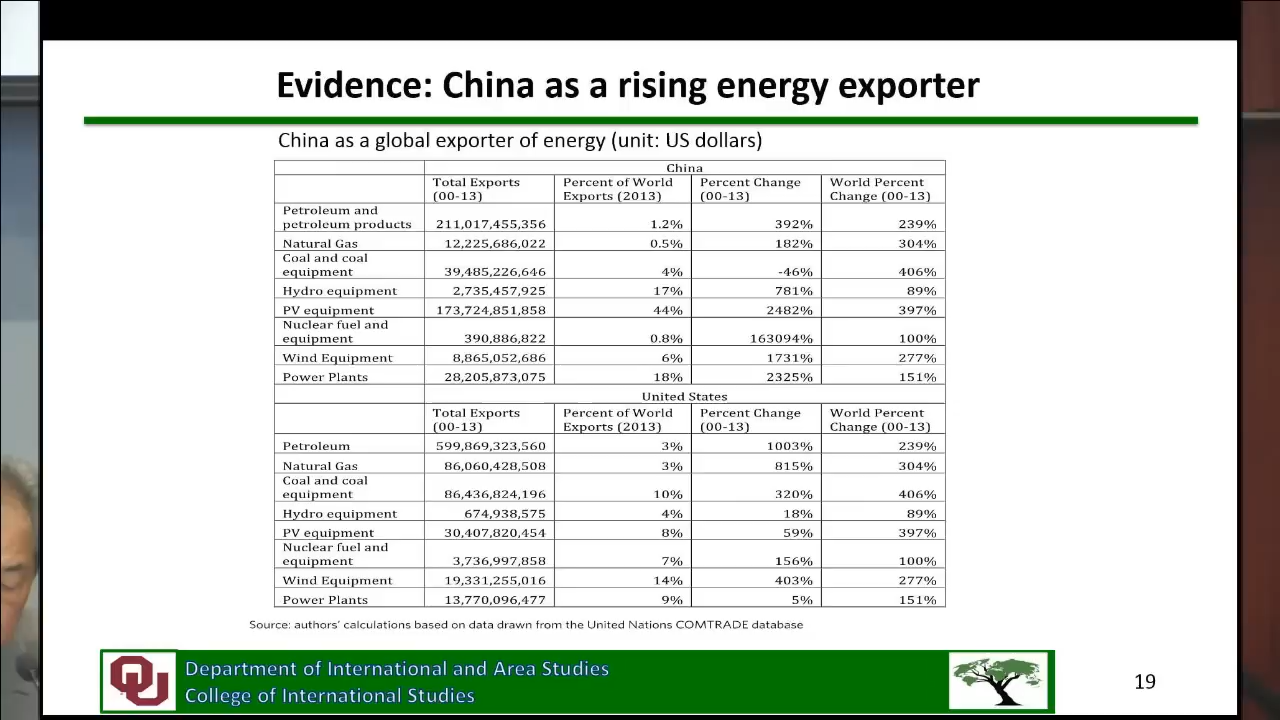 Evidence: China as a rising energy exporter
China as a global exporter of energy (unit: US dollars)
China
Total Exports (00-13) Percent of World Exports (2013) Percent Change (00-13) World Percent Change (00-13)
Petroleum and petroleum products 211,017,455,356 1.2% 392% 239%
Natural Gas 12,225,686,022 0.5% 182% 304%
Coal and coal equipment 39,485,226,646 4% -46% 406%
Hydro equipment 2,735,457,925 17% 781% 89%
PV equipment 173,724,851,858 44% 2482% 397%
Nuclear fuel and equipment 390,886,822 0.8% 163094% 100%
Wind Equipment 8,865,052,686 6% 1731% 277%
Power Plants 28,205,873,075 18% 2325% 151%
United States
Total Exports (00-13) Percent of World Exports (2013) Percent Change (00-13) World Percent Change (00-13)
Petroleum 599,869,323,560 3% 1003% 239%
Natural Gas 86,060,428,508 3% 815% 304%
Coal and coal equipment 86,436,824,196 10% 320% 406%
Hydro equipment 674,938,575 4% 18% 89%
PV equipment 30,407,820,454 8% 59% 397%
Nuclear fuel and equipment 3,736,997,858 7% 156% 100%
Wind Equipment 19,331,255,016 14% 403% 277%
Power Plants 13,770,096,477 9% 5% 151%
Source: authors' calculations based on data drawn from the United Nations COMTRADE database
OU
Department of International and Area Studies
College of International Studies
19